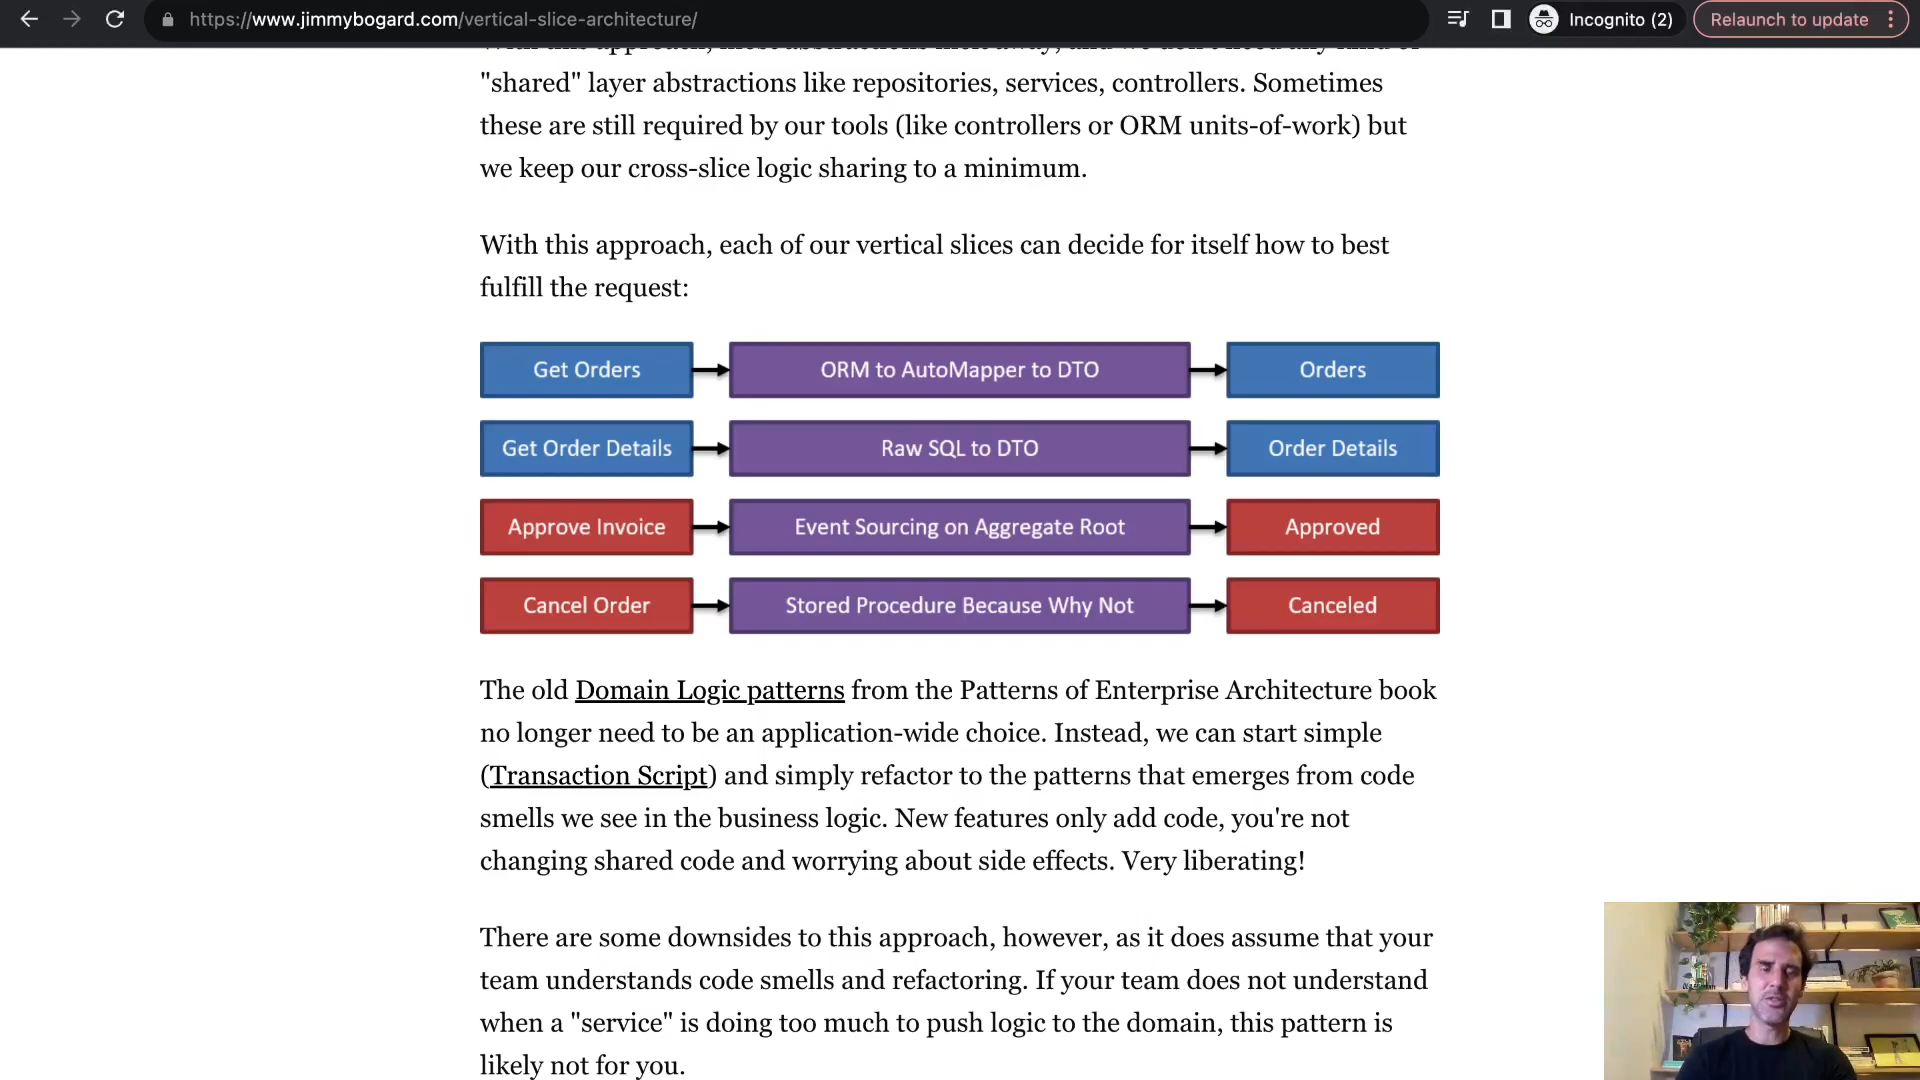 https://www.jimmybogard.com/vertical-slice-architecture/
Incognito (2)
Relaunch to update
"shared" layer abstractions like repositories, services, controllers. Sometimes
these are still required by our tools (like controllers or ORM units-of-work) but
we keep our cross-slice logic sharing to a minimum.
With this approach, each of our vertical slices can decide for itself how to best
fulfill the request:
Get Orders ORM to AutoMapper to DTO Orders
Get Order Details Raw SQL to DTO Order Details
Approve Invoice Event Sourcing on Aggregate Root Approved
Cancel Order Stored Procedure Because Why Not Canceled
The old Domain Logic patterns from the Patterns of Enterprise Architecture book
no longer need to be an application-wide choice. Instead, we can start simple
(Transaction Script) and simply refactor to the patterns that emerges from code
smells we see in the business logic. New features only add code, you're not
changing shared code and worrying about side effects. Very liberating!
There are some downsides to this approach, however, as it does assume that your
team understands code smells and refactoring. If your team does not understand
when a "service" is doing too much to push logic to the domain, this pattern is
likely not for you.